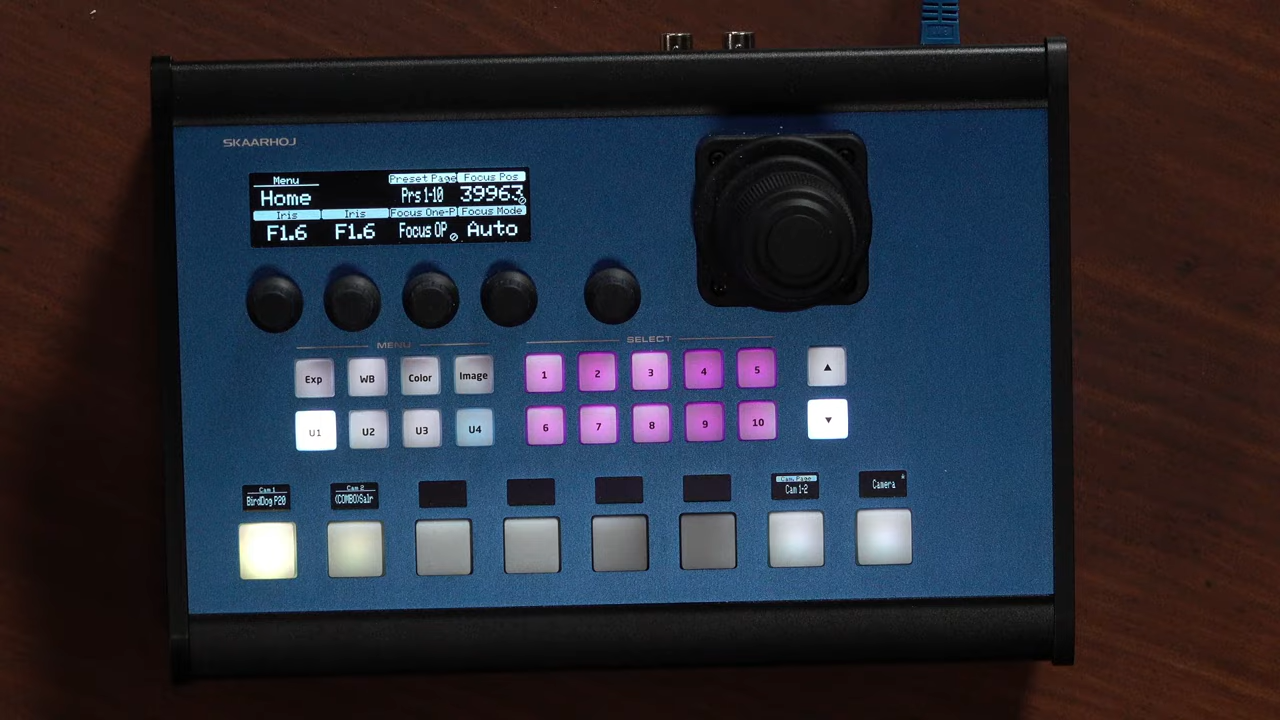 SKAARHOJ
Menu
Preset Page
Focus Pos
Home
Prs 1-10
39963
Iris
Iris
Focus One-P
Focus Mode
F1.6
F1.6
Focus OP
Auto
MENU
SELECT
Exp
WB
Color
Image
1
2
3
4
5
▲
U1
U2
U3
U4
6
7
8
9
10
▼
Cam 1
BirdDog P20
Cam 2
Cam Page
Cam 1-2
Camera